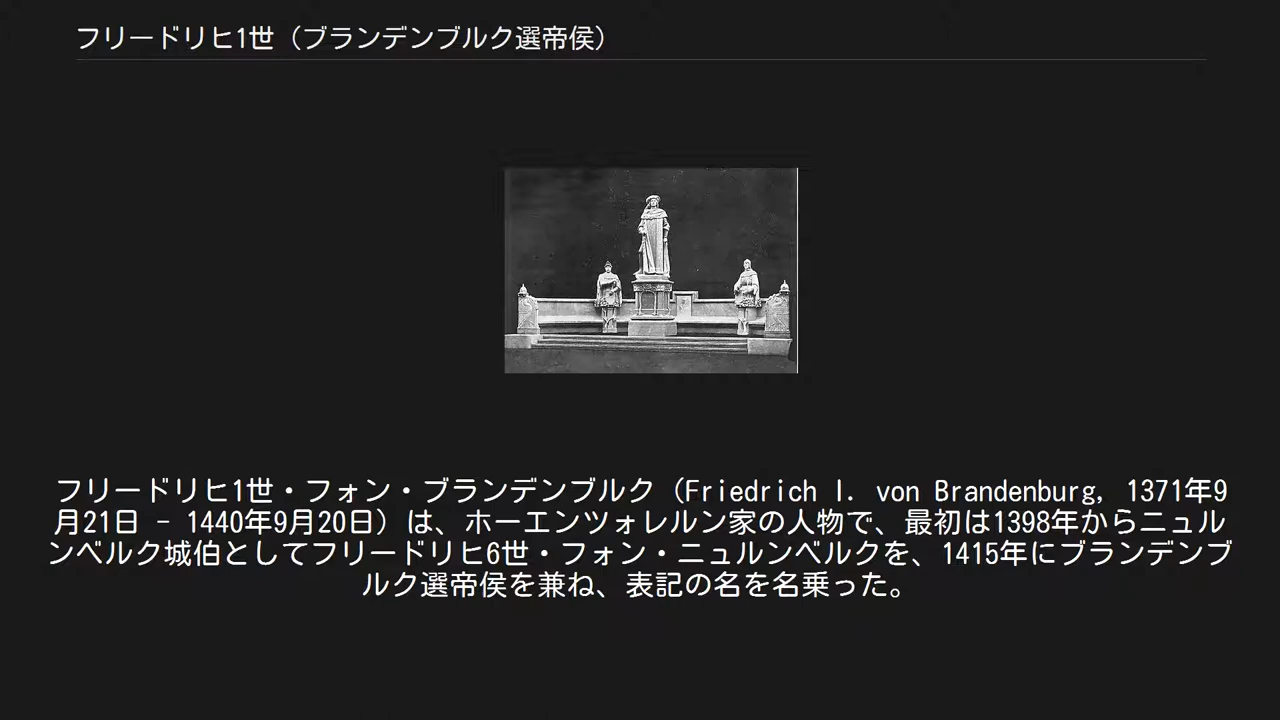 フリードリヒ1世（ブランデンブルク選帝侯）
フリードリヒ1世・フォン・ブランデンブルク（Friedrich I. von Brandenburg, 1371年9
月21日 - 1440年9月20日）は、ホーエンツォレルン家の人物で、最初は1398年からニュル
ンベルク城伯としてフリードリヒ6世・フォン・ニュルンベルクを、1415年にブランデンブ
ルク選帝侯を兼ね、表記の名を名乗った。